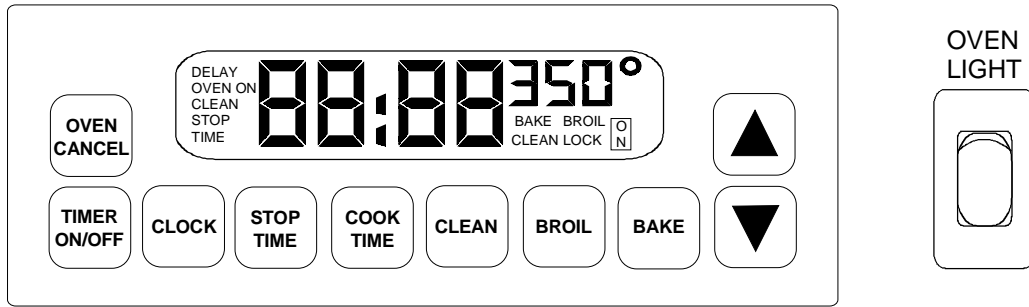 OVEN
LIGHT
DELAY
OVEN ON
CLEAN
STOP
TIME
88:88
350°
BAKE BROIL
CLEAN LOCK
ON
OVEN
CANCEL
▲
TIMER
ON/OFF
CLOCK
STOP
TIME
COOK
TIME
CLEAN
BROIL
BAKE
▼